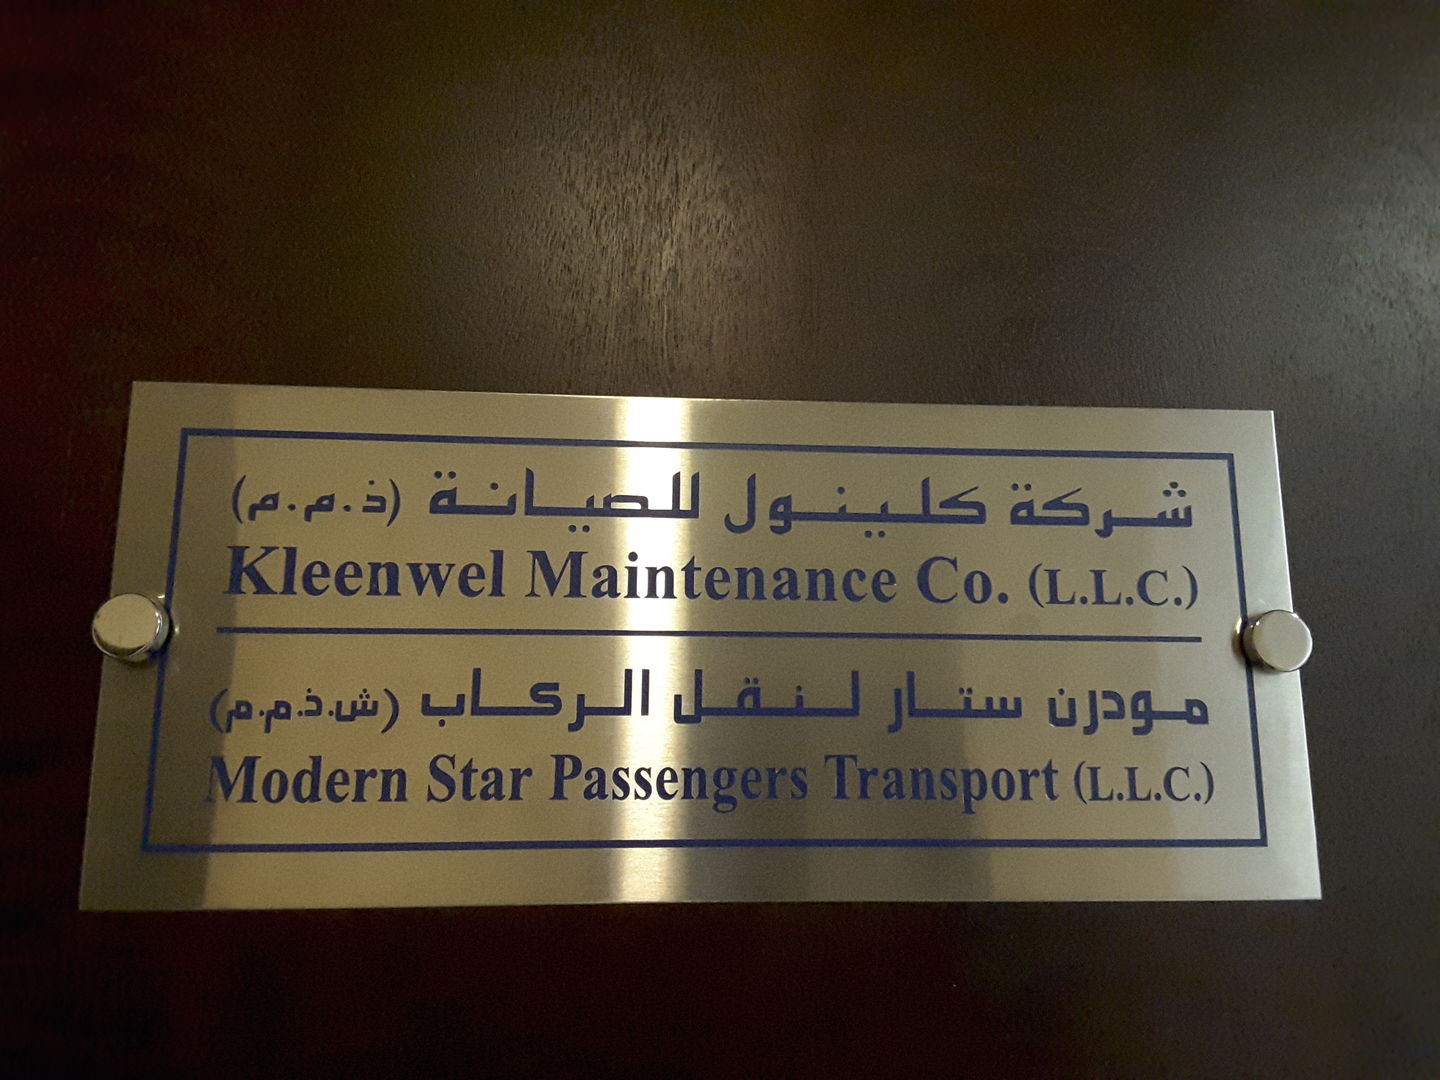 شركة كلينول للصيانة (ذ.م.م)
Kleenwel Maintenance Co. (L.L.C.)
مودرن ستار لنقل الركاب (ش.ذ.م.م)
Modern Star Passengers Transport (L.L.C.)